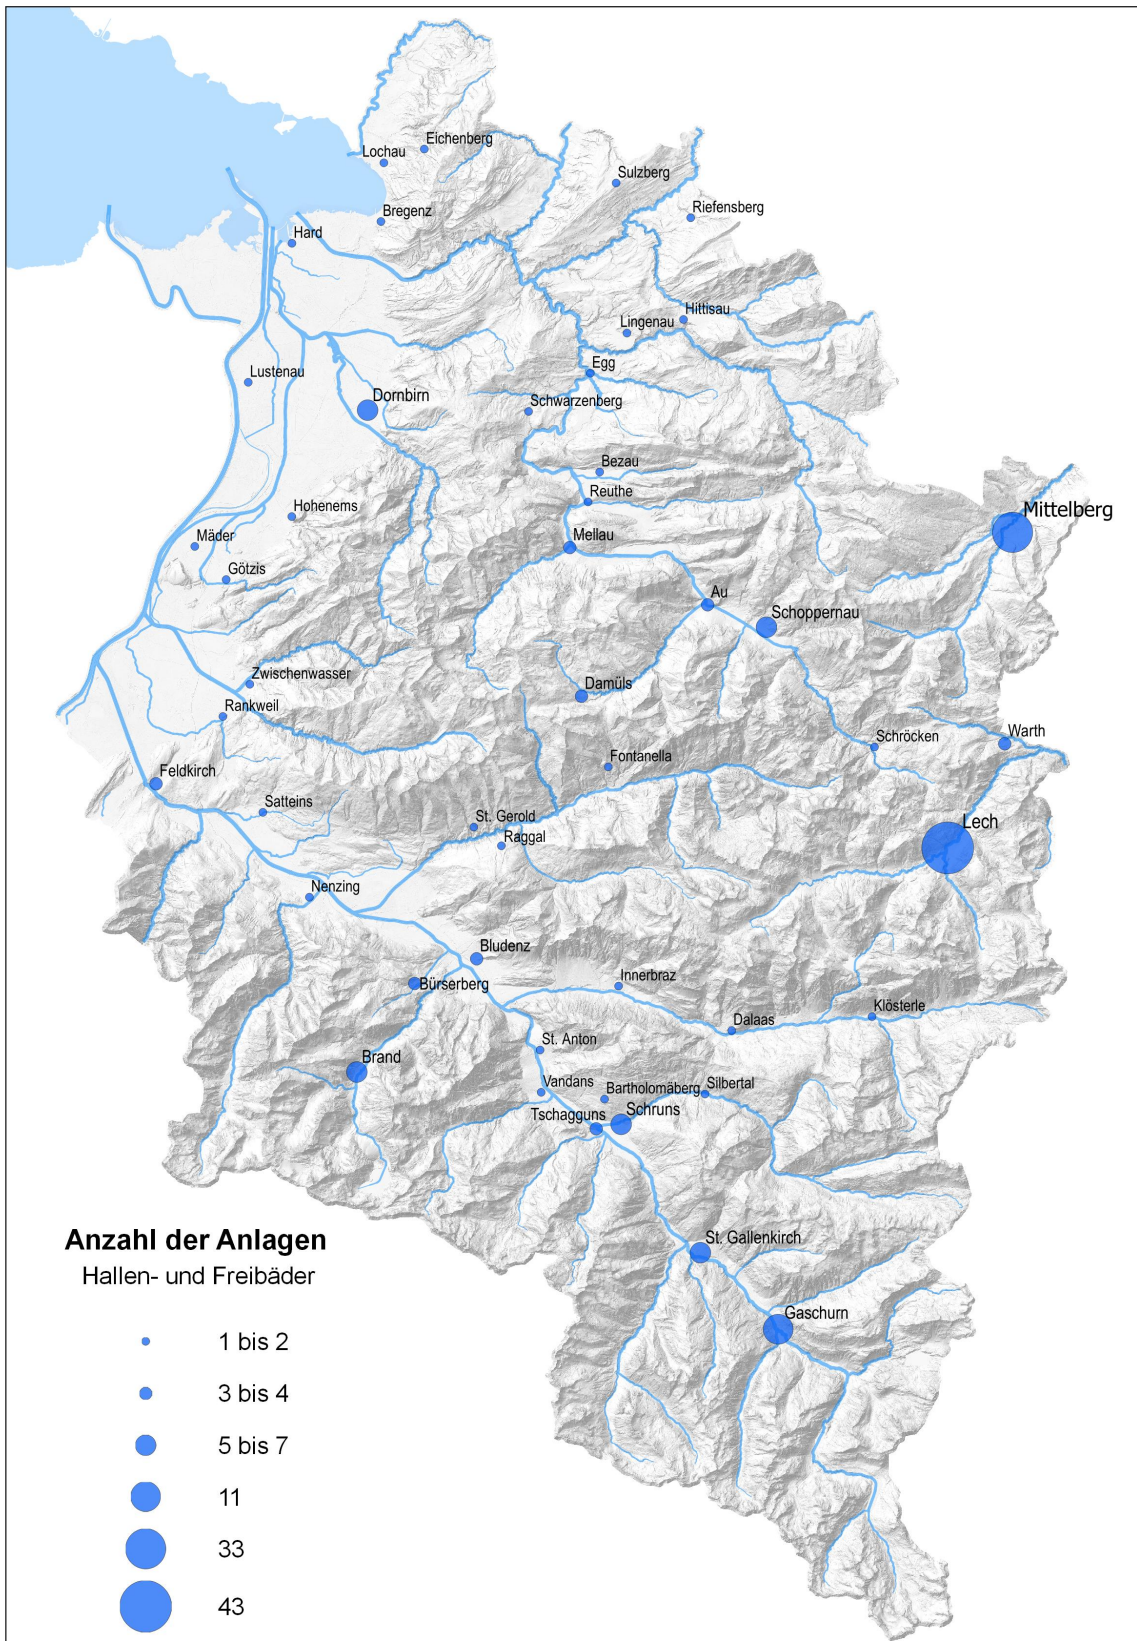 Eichenberg
Lochau
Sulzberg
Riefensberg
Bregenz
Hard
Hittisau
Lingenau
Egg
Lustenau
Dornbirn
Schwarzenberg
Bezau
Reuthe
Hohenems
Mittelberg
Mäder
Mellau
Götzis
Au
Schoppernau
Zwischenwasser
Damüls
Rankweil
Schröcken
Warth
Fontanella
Feldkirch
Satteins
St. Gerold
Raggal
Lech
Nenzing
Bludenz
Bürserberg
Innerbraz
Klösterle
Dalaas
St. Anton
Brand
Vandans
Bartholomäberg
Silbertal
Tschagguns
Schruns
St. Gallenkirch
Gaschurn
Anzahl der Anlagen
Hallen- und Freibäder
1 bis 2
3 bis 4
5 bis 7
11
33
43